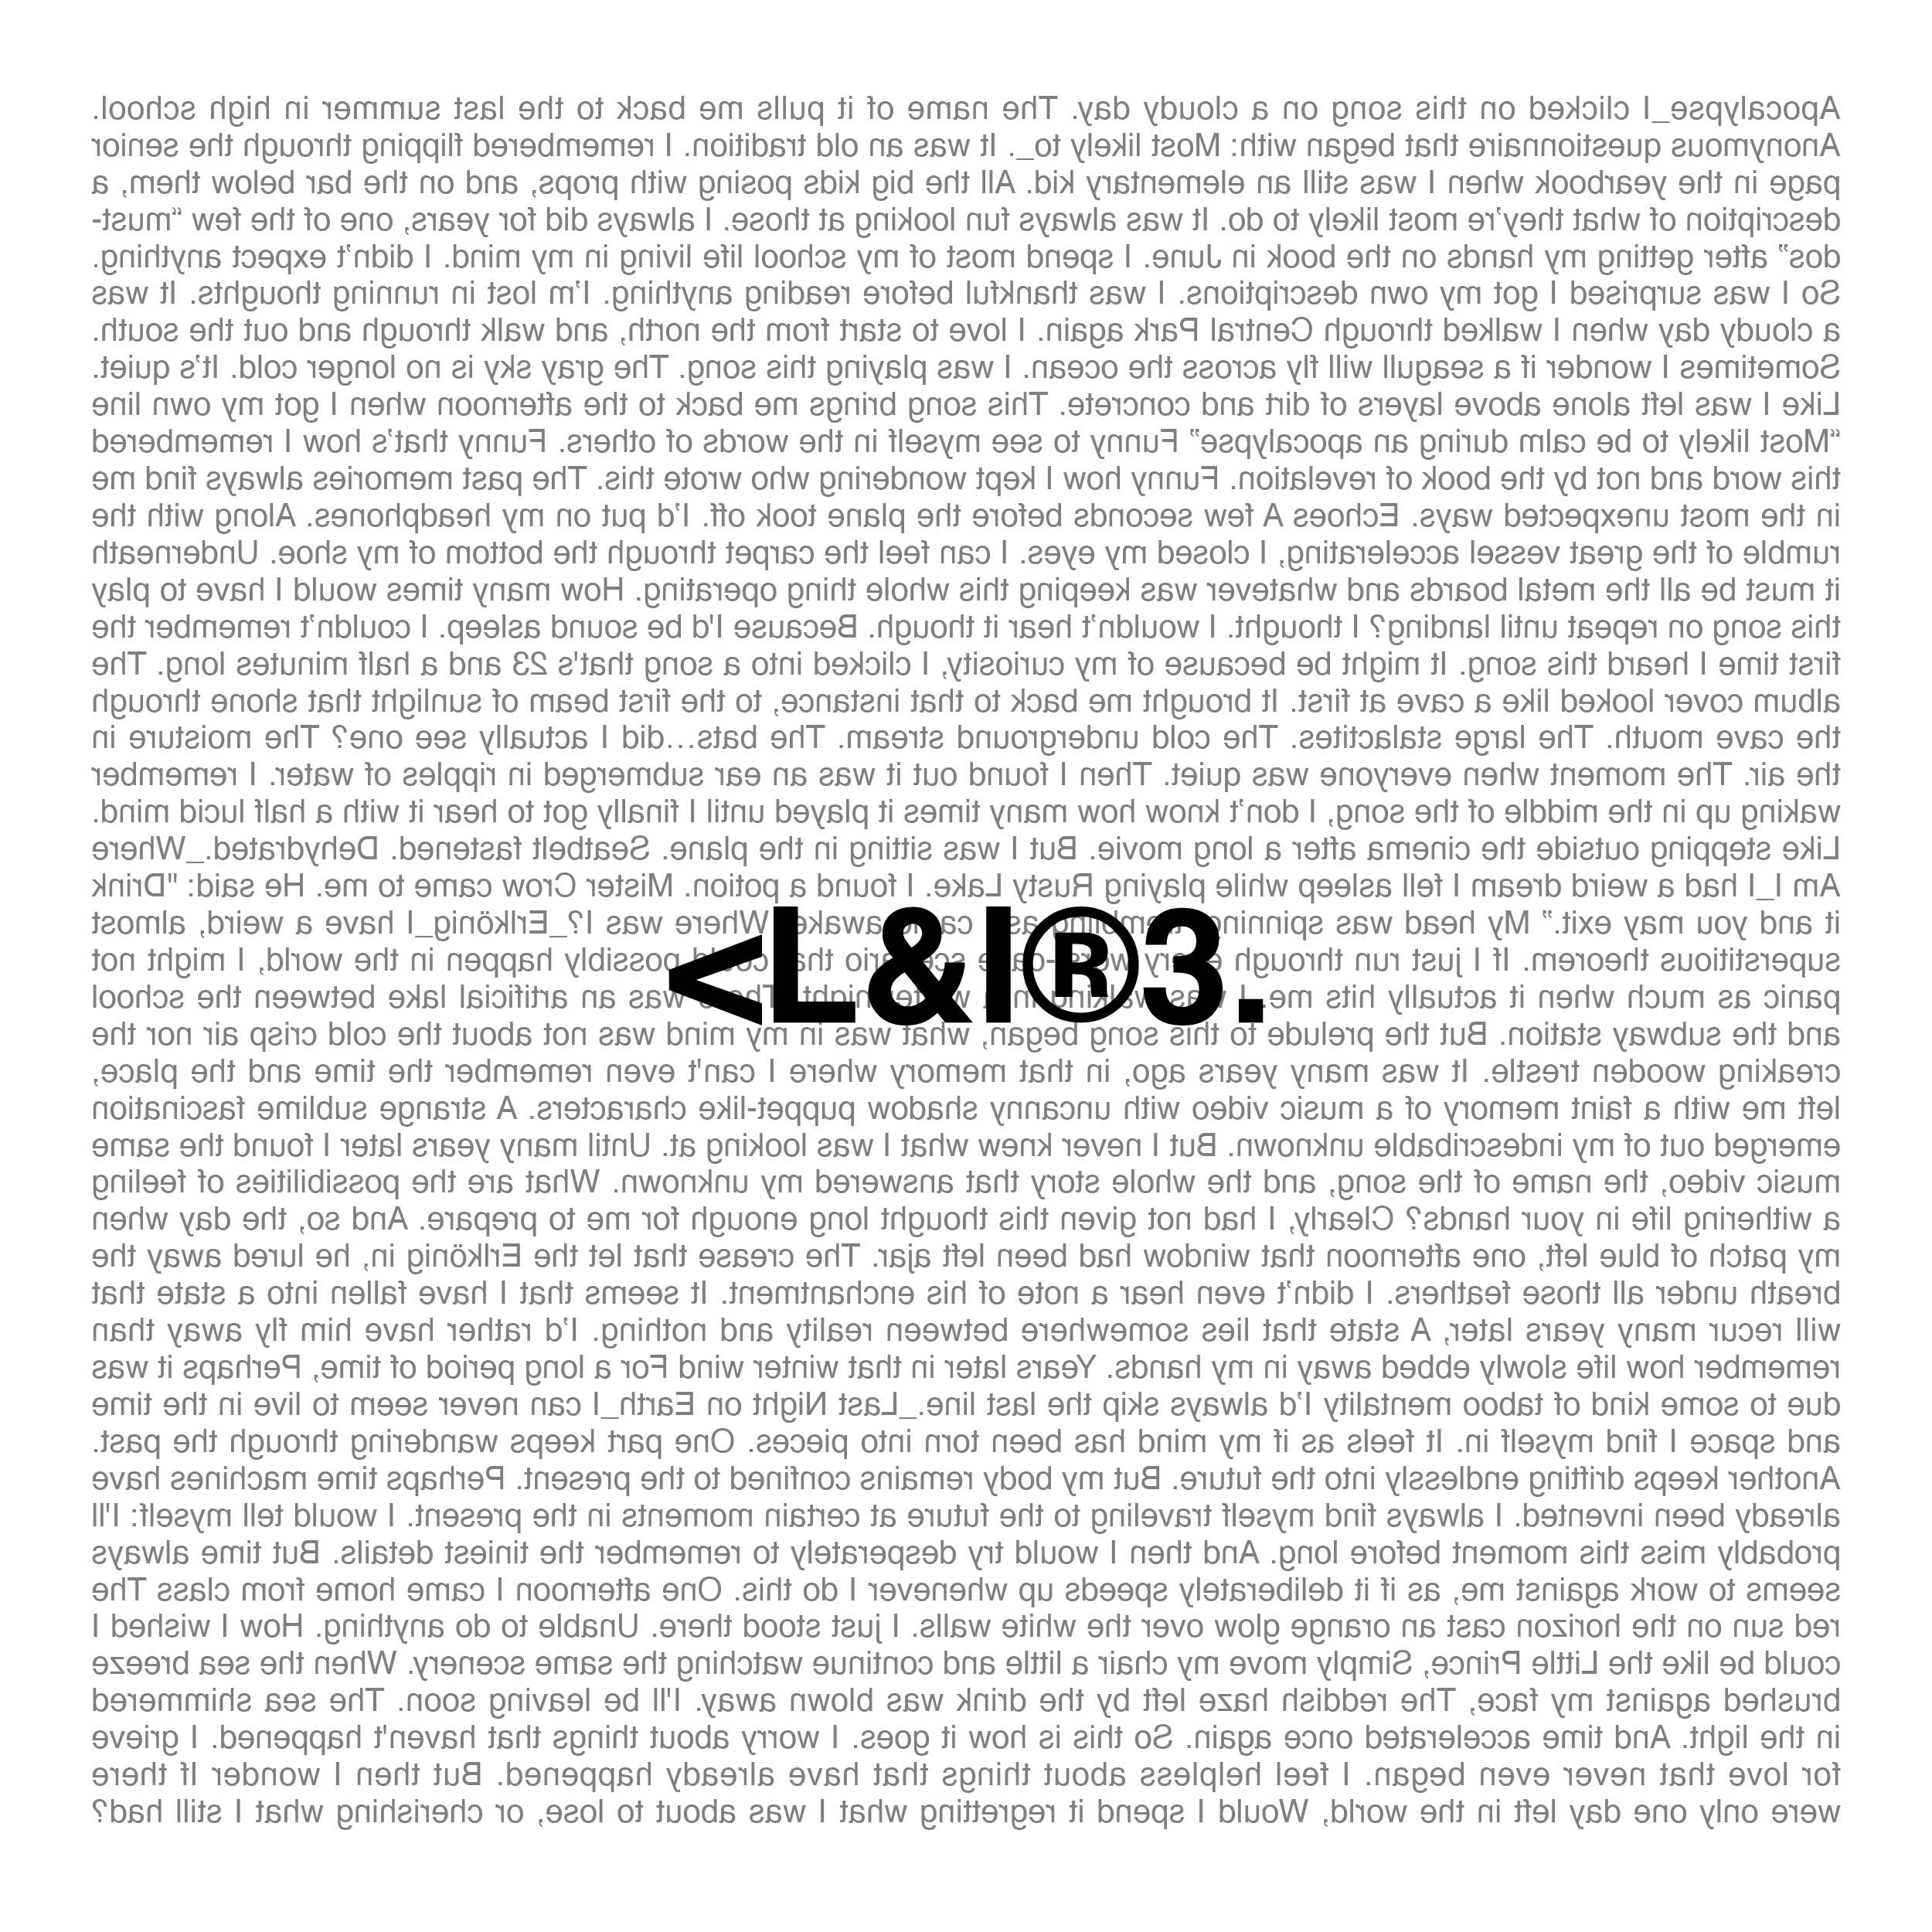 Apocalypse_I clicked on this song on a cloudy day. The name of it pulls me back to the last summer in high school.
Anonymous questionnaire that began with: Most likely to_. It was an old tradition. I remembered flipping through the senior
page in the yearbook when I was still an elementary kid. All the big kids posing with props, and on the bar below them, a
description of what they’re most likely to do. It was always fun looking at those. I always did for years, one of the few “must-
dos” after getting my hands on the book in June. I spend most of my school life living in my mind. I didn’t expect anything.
So I was surprised I got my own descriptions. I was thankful before reading anything. I’m lost in running thoughts. It was
a cloudy day when I walked through Central Park again. I love to start from the north, and walk through and out the south.
Sometimes I wonder if a seagull will fly across the ocean. I was playing this song. The gray sky is no longer cold. It’s quiet.
Like I was left alone above layers of dirt and concrete. This song brings me back to the afternoon when I got my own line
“Most likely to be calm during an apocalypse” Funny to see myself in the words of others. Funny that’s how I remembered
this word and not by the book of revelation. Funny how I kept wondering who wrote this. The past memories always find me
in the most unexpected ways. Echoes A few seconds before the plane took off. I’d put on my headphones. Along with the
rumble of the great vessel accelerating, I closed my eyes. I can feel the carpet through the bottom of my shoe. Underneath
it must be all the metal boards and whatever was keeping this whole thing operating. How many times would I have to play
this song on repeat until landing? I thought. I wouldn’t hear it though. Because I'd be sound asleep. I couldn’t remember the
first time I heard this song. It might be because of my curiosity, I clicked into a song that's 23 and a half minutes long. The
album cover looked like a cave at first. It brought me back to that instance, to the first beam of sunlight that shone through
the cave mouth. The large stalactites. The cold underground stream. The bats…did I actually see one? The moisture in
the air. The moment when everyone was quiet. Then I found out it was an ear submerged in ripples of water. I remember
waking up in the middle of the song, I don’t know how many times it played until I finally got to hear it with a half lucid mind.
Like stepping outside the cinema after a long movie. But I was sitting in the plane. Seatbelt fastened. Dehydrated._Where
Am I_I had a weird dream I fell asleep while playing Rusty Lake. I found a potion. Mister Crow came to me. He said: "Drink
it and you may exit.” My head was spinning, as awake Where was I?_Erlkönig_I have a weird, almost
<L&I®3.
superstitious theorem. If I just run through every possibly happen in the world, I might not
panic as much when it actually hits me. I was walking in a night. There was an artificial lake between the school
and the subway station. But the prelude to this song began, what was in my mind was not about the cold crisp air nor the
creaking wooden trestle. It was many years ago, in that memory where I can't even remember the time and the place,
left me with a faint memory of a music video with uncanny shadow puppet-like characters. A strange sublime fascination
emerged out of my indescribable unknown. But I never knew what I was looking at. Until many years later I found the same
music video, the name of the song, and the whole story that answered my unknown. What are the possibilities of feeling
a withering life in your hands? Clearly, I had not given this thought long enough for me to prepare. And so, the day when
my patch of blue left, one afternoon that window had been left ajar. The crease that let the Erlkönig in, he lured away the
breath under all those feathers. I didn’t even hear a note of his enchantment. It seems that I have fallen into a state that
will recur many years later, A state that lies somewhere between reality and nothing. I’d rather have him fly away than
remember how life slowly ebbed away in my hands. Years later in that winter wind For a long period of time, Perhaps it was
due to some kind of taboo mentality I’d always skip the last line._Last Night on Earth_I can never seem to live in the time
and space I find myself in. It feels as if my mind has been torn into pieces. One part keeps wandering through the past.
Another keeps drifting endlessly into the future. But my body remains confined to the present. Perhaps time machines have
already been invented. I always find myself traveling to the future at certain moments in the present. I would tell myself: I'll
probably miss this moment before long. And then I would try desperately to remember the tiniest details. But time always
seems to work against me, as if it deliberately speeds up whenever I do this. One afternoon I came home from class The
red sun on the horizon cast an orange glow over the white walls. I just stood there. Unable to do anything. How I wished I
could be like the Little Prince, Simply move my chair a little and continue watching the same scenery. When the sea breeze
brushed against my face, The reddish haze left by the drink was blown away. I'll be leaving soon. The sea shimmered
in the light. And time accelerated once again. So this is how it goes. I worry about things that haven't happened. I grieve
for love that never even began. I feel helpless about things that have already happened. But then I wonder If there
were only one day left in the world, Would I spend it regretting what I was about to lose, or cherishing what I still had?